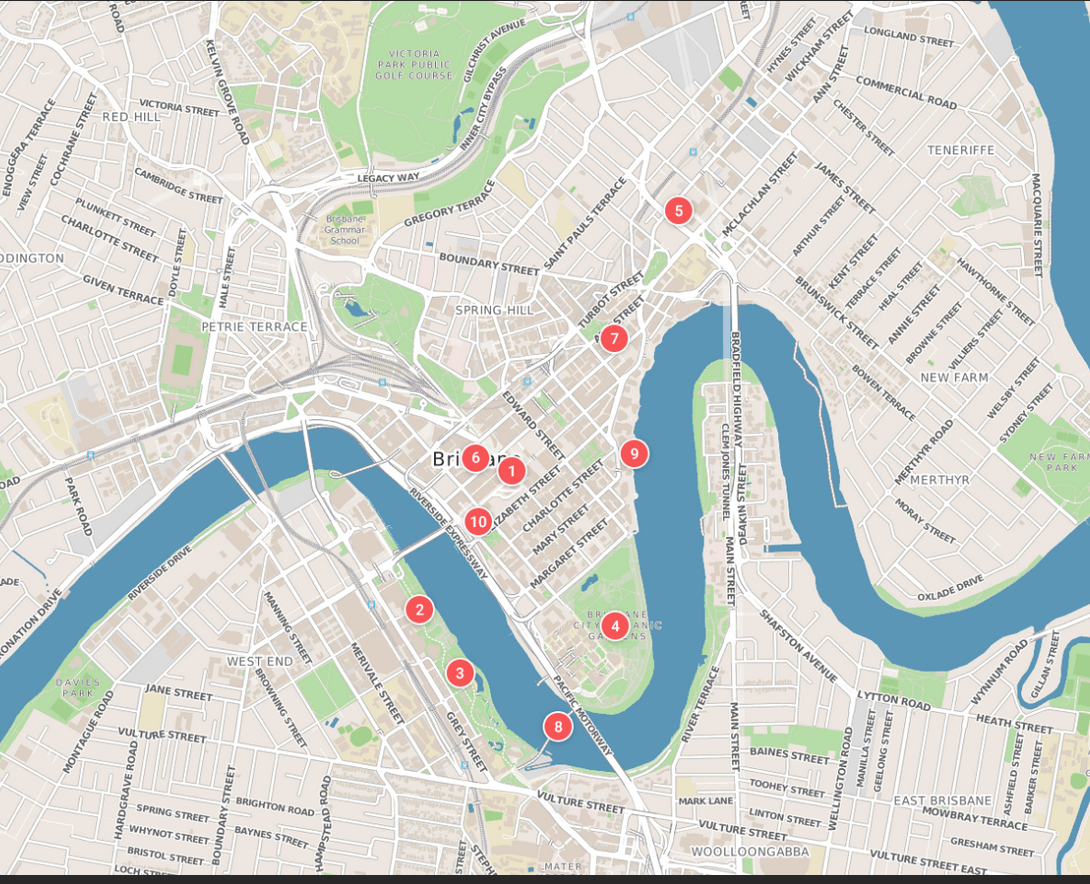 ROAD
KELVIN GROVE ROAD
VICTORIA
PARK PUBLIC
GOLF COURSE
GILCHRIST AVENUE
INNER CITY BYPASS
STREET
HYNES STREET
WICKHAM STREET
ANN STREET
LONGLAND STREET
COMMERCIAL ROAD
CHESTER STREET
TENERIFFE
MACQUARIE STREET
ENOGGERA TERRACE
COCHRANE STREET
VIEW STREET
VICTORIA STREET
RED HILL
CAMBRIDGE STREET
PLUNKETT STREET
CHARLOTTE STREET
DOYLE STREET
HALE STREET
DDINGTON
GIVEN TERRACE
PETRIE TERRACE
LEGACY WAY
Brisbane
Grammar
School
GREGORY TERRACE
BOUNDARY STREET
SAINT PAULS TERRACE
SPRING HILL
TURBOT STREET
STREET
5
7
MCLACHLAN STREET
JAMES STREET
ARTHUR STREET
KENT STREET
TERRACE STREET
NEAL STREET
ANNIE STREET
BROWNE STREET
VILLIERS STREET
HAWTHORNE STREET
BRUNSWICK STREET
BOWEN TERRACE
NEW FARM
WELSBY STREET
SYDNEY STREET
NEW FARM
PARK
MERTHYR ROAD
MERTHYR
MORAY STREET
OXLADE DRIVE
BRADFIELD HIGHWAY
CLEM JONES TUNNEL
DEAKIN STREET
MAIN STREET
EDWARD STREET
6
1
9
10
ELIZABETH STREET
CHARLOTTE STREET
MARY STREET
MARGARET STREET
RIVERSIDE EXPRESSWAY
4
2
3
8
PACIFIC MOTORWAY
OAD
PARK ROAD
RIVERSIDE DRIVE
ONATION DRIVE
ADE
DAVIES
PARK
WEST END
MANNING STREET
MERIVALE STREET
BROWNING STREET
GREY STREET
JANE STREET
MONTAGUE ROAD
VULTURE STREET
HARDGRAVE ROAD
BOUNDARY STREET
SPRING STREET
WHYNOT STREET
BRISTOL STREET
LOCH STREET
BRIGHTON ROAD
BAYNES STREET
HAMPSTEAD ROAD
STREET
STEPH
MATER
VULTURE STREET
RIVER TERRACE
MAIN STREET
SHAFSTON AVENUE
LYTTON ROAD
WYNNUM ROAD
GILLAN STREET
HEATH STREET
BAINES STREET
TOOHEY STREET
LINTON STREET
MARK LANE
VULTURE STREET
WOOLLOONGABBA
WELLINGTON ROAD
MANILLA STREET
GEELONG STREET
EAST BRISBANE
MOWBRAY TERRACE
ASHFIELD STREET
BARKER STREET
GRESHAM STREET
VULTURE STREET EAST